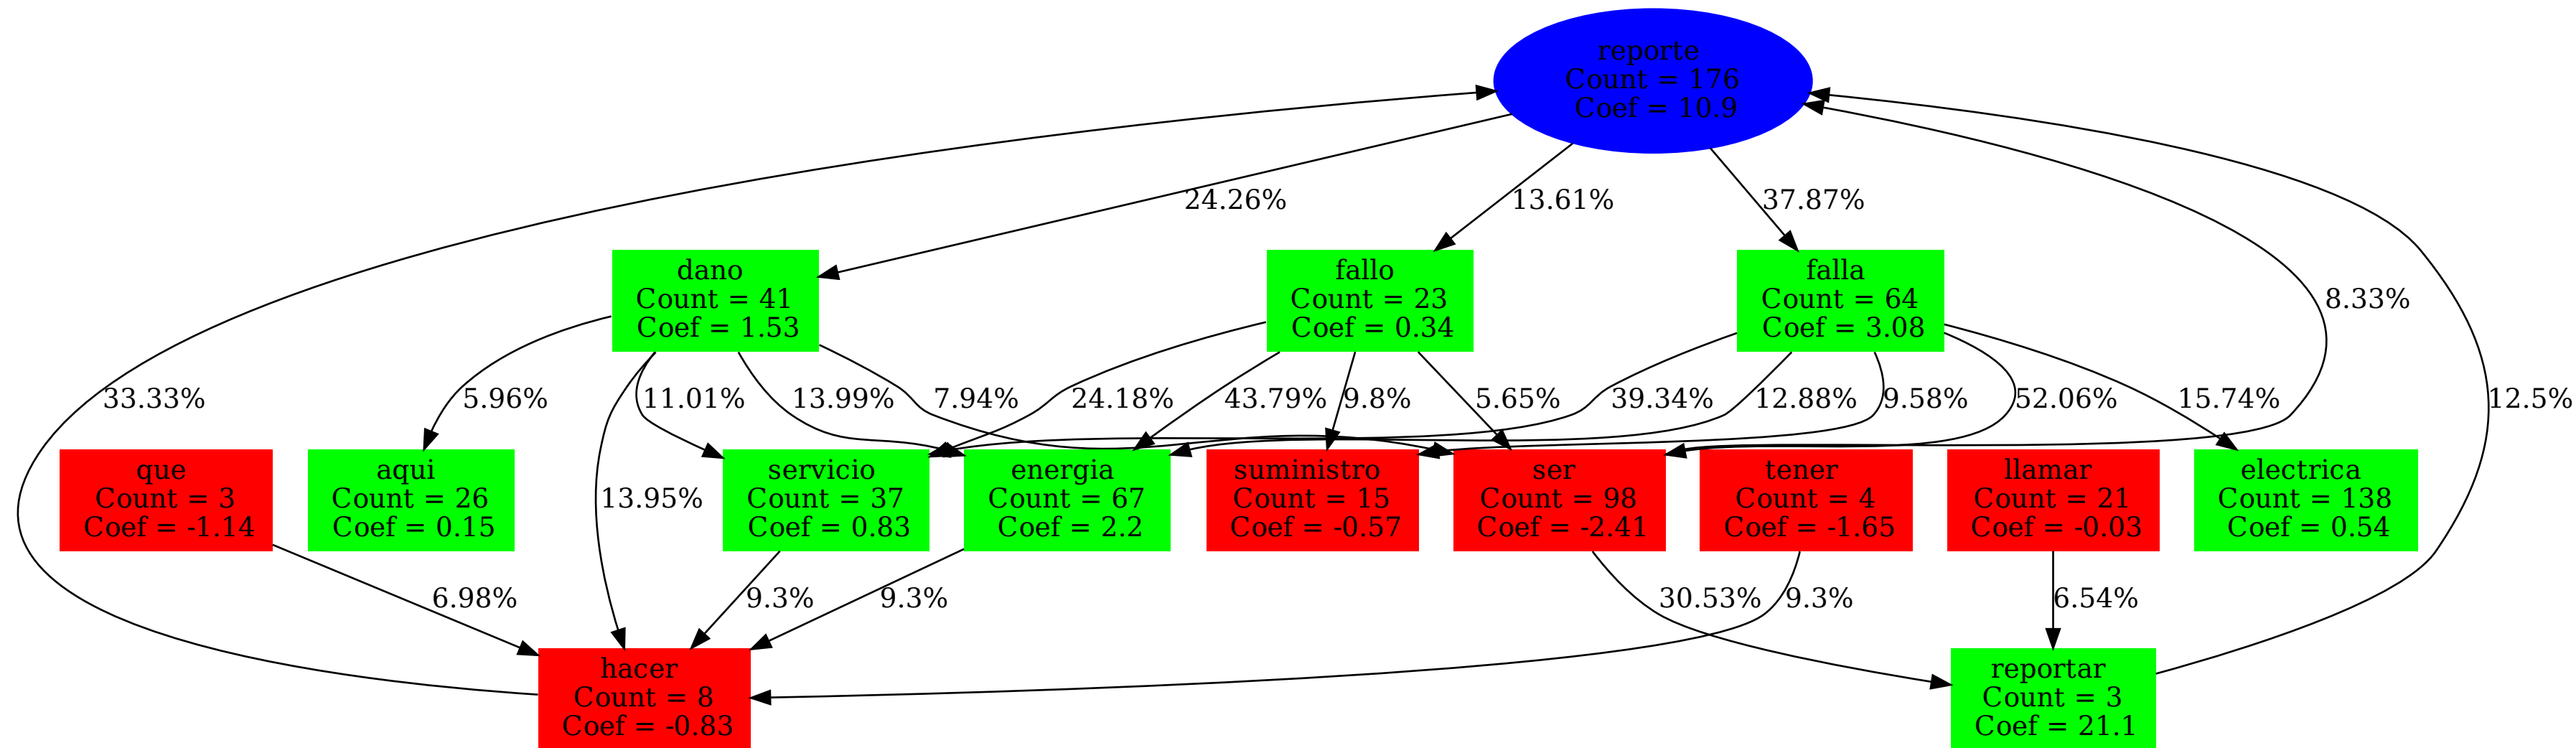 reporte
Count = 176
Coef = 10.9
24.26%
13.61%
37.87%
dano
Count = 41
Coef = 1.53
fallo
Count = 23
Coef = 0.34
falla
Count = 64
Coef = 3.08
8.33%
33.33%
5.96%
11.01%
13.99%
7.94%
24.18%
43.79%
9.8%
5.65%
39.34%
12.88%
9.58%
52.06%
15.74%
12.5%
que
Count = 3
Coef = -1.14
aqui
Count = 26
Coef = 0.15
servicio
Count = 37
Coef = 0.83
energia
Count = 67
Coef = 2.2
suministro
Count = 15
Coef = -0.57
ser
Count = 98
Coef = -2.41
tener
Count = 4
Coef = -1.65
llamar
Count = 21
Coef = -0.03
electrica
Count = 138
Coef = 0.54
13.95%
6.98%
9.3%
9.3%
30.53%
9.3%
6.54%
hacer
Count = 8
Coef = -0.83
reportar
Count = 3
Coef = 21.1